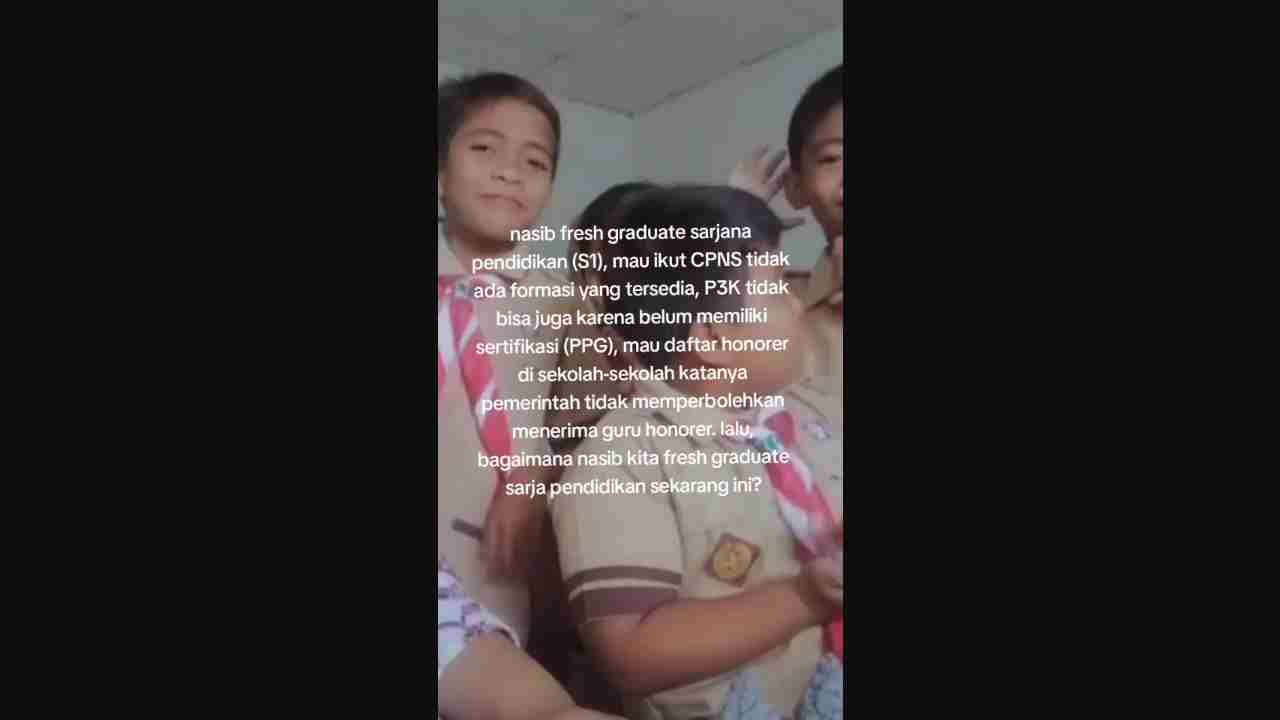 nasib fresh graduate sarjana
pendidikan (S1), mau ikut CPNS tidak
ada formasi yang tersedia, P3K tidak
bisa juga karena belum memiliki
sertifikasi (PPG), mau daftar honorer
di sekolah-sekolah katanya
pemerintah tidak memperbolehkan
menerima guru honorer. lalu,
bagaimana nasib kita fresh graduate
sarja pendidikan sekarang ini?